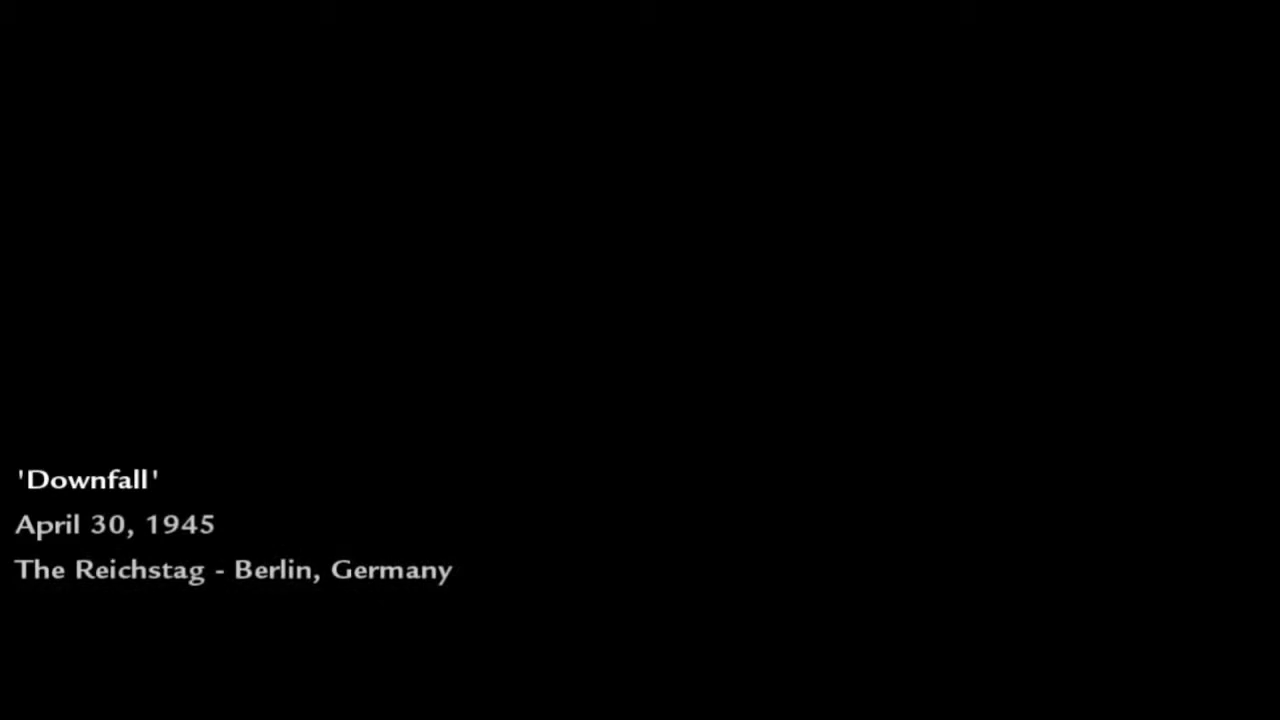 'Downfall'
April 30, 1945
The Reichstag - Berlin, Germany